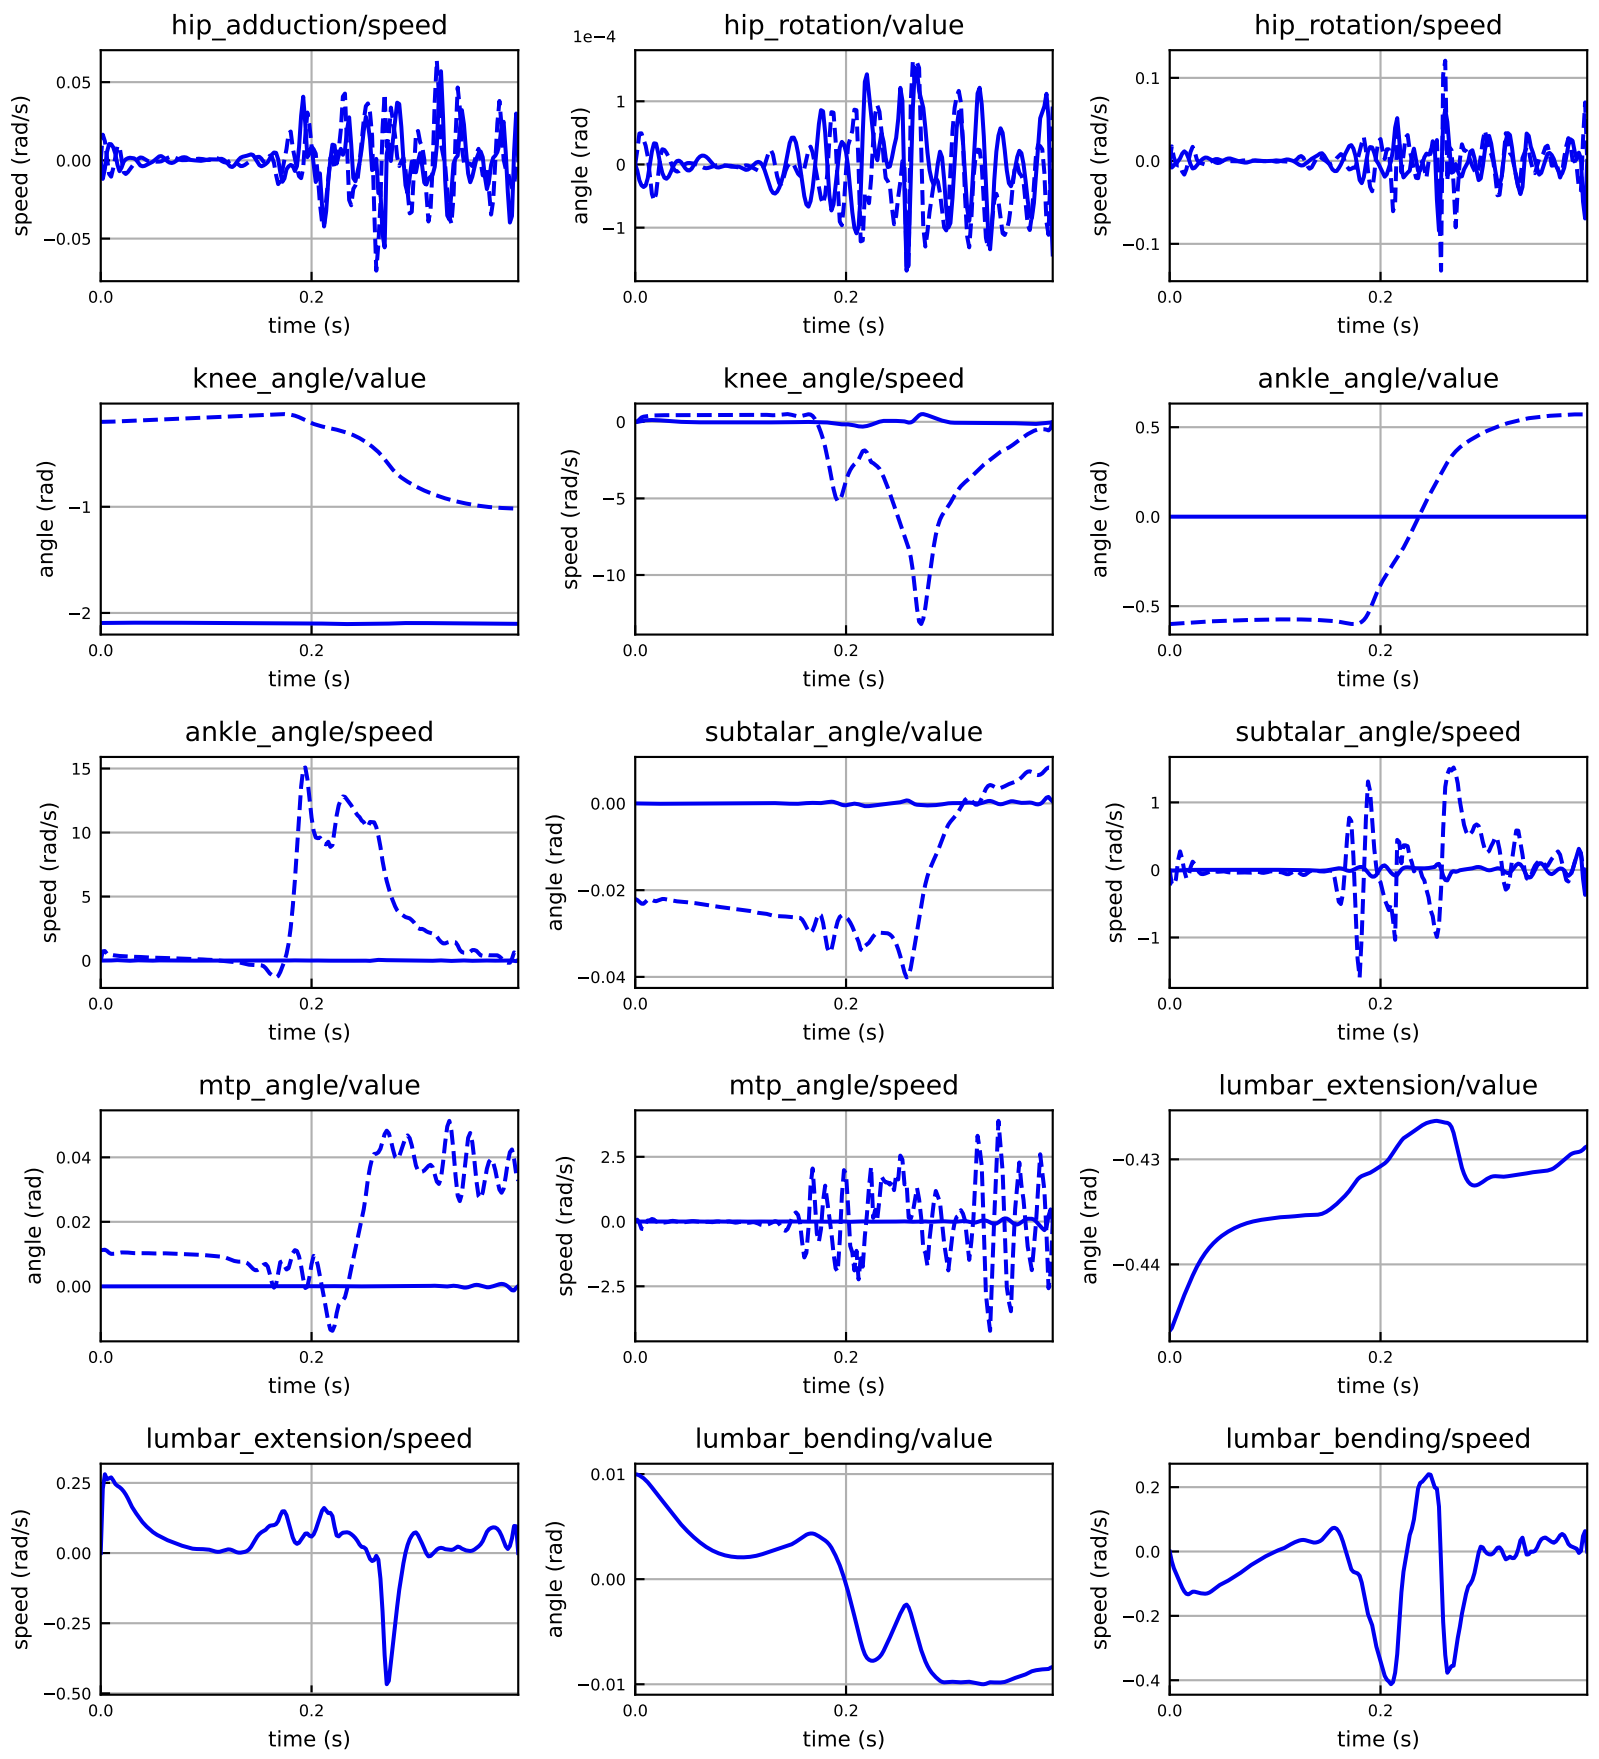 hip_adduction/speed
speed (rad/s)
0.05
0.00
−0.05
0.0
0.2
time (s)
hip_rotation/value
1e−4
angle (rad)
1
0
−1
0.0
0.2
time (s)
hip_rotation/speed
speed (rad/s)
0.1
0.0
−0.1
0.0
0.2
time (s)
knee_angle/value
angle (rad)
−1
−2
0.0
0.2
time (s)
knee_angle/speed
speed (rad/s)
0
−5
−10
0.0
0.2
time (s)
ankle_angle/value
angle (rad)
0.5
0.0
−0.5
0.0
0.2
time (s)
ankle_angle/speed
speed (rad/s)
15
10
5
0
0.0
0.2
time (s)
subtalar_angle/value
angle (rad)
0.00
−0.02
−0.04
0.0
0.2
time (s)
subtalar_angle/speed
speed (rad/s)
1
0
−1
0.0
0.2
time (s)
mtp_angle/value
angle (rad)
0.04
0.02
0.00
0.0
0.2
time (s)
mtp_angle/speed
speed (rad/s)
2.5
0.0
−2.5
0.0
0.2
time (s)
lumbar_extension/value
angle (rad)
−0.43
−0.44
0.0
0.2
time (s)
lumbar_extension/speed
speed (rad/s)
0.25
0.00
−0.25
−0.50
0.0
0.2
time (s)
lumbar_bending/value
angle (rad)
0.01
0.00
−0.01
0.0
0.2
time (s)
lumbar_bending/speed
speed (rad/s)
0.2
0.0
−0.2
−0.4
0.0
0.2
time (s)